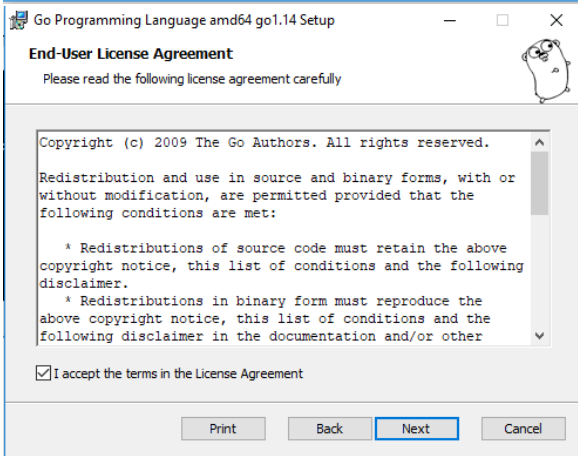 Go Programming Language amd64 go1.14 Setup
End-User License Agreement
Please read the following license agreement carefully
Copyright (c) 2009 The Go Authors. All rights reserved.
Redistribution and use in source and binary forms, with or
without modification, are permitted provided that the
following conditions are met:
* Redistributions of source code must retain the above
copyright notice, this list of conditions and the following
disclaimer.
* Redistributions in binary form must reproduce the
above copyright notice, this list of conditions and the
following disclaimer in the documentation and/or other
I accept the terms in the License Agreement
Print Back Next Cancel